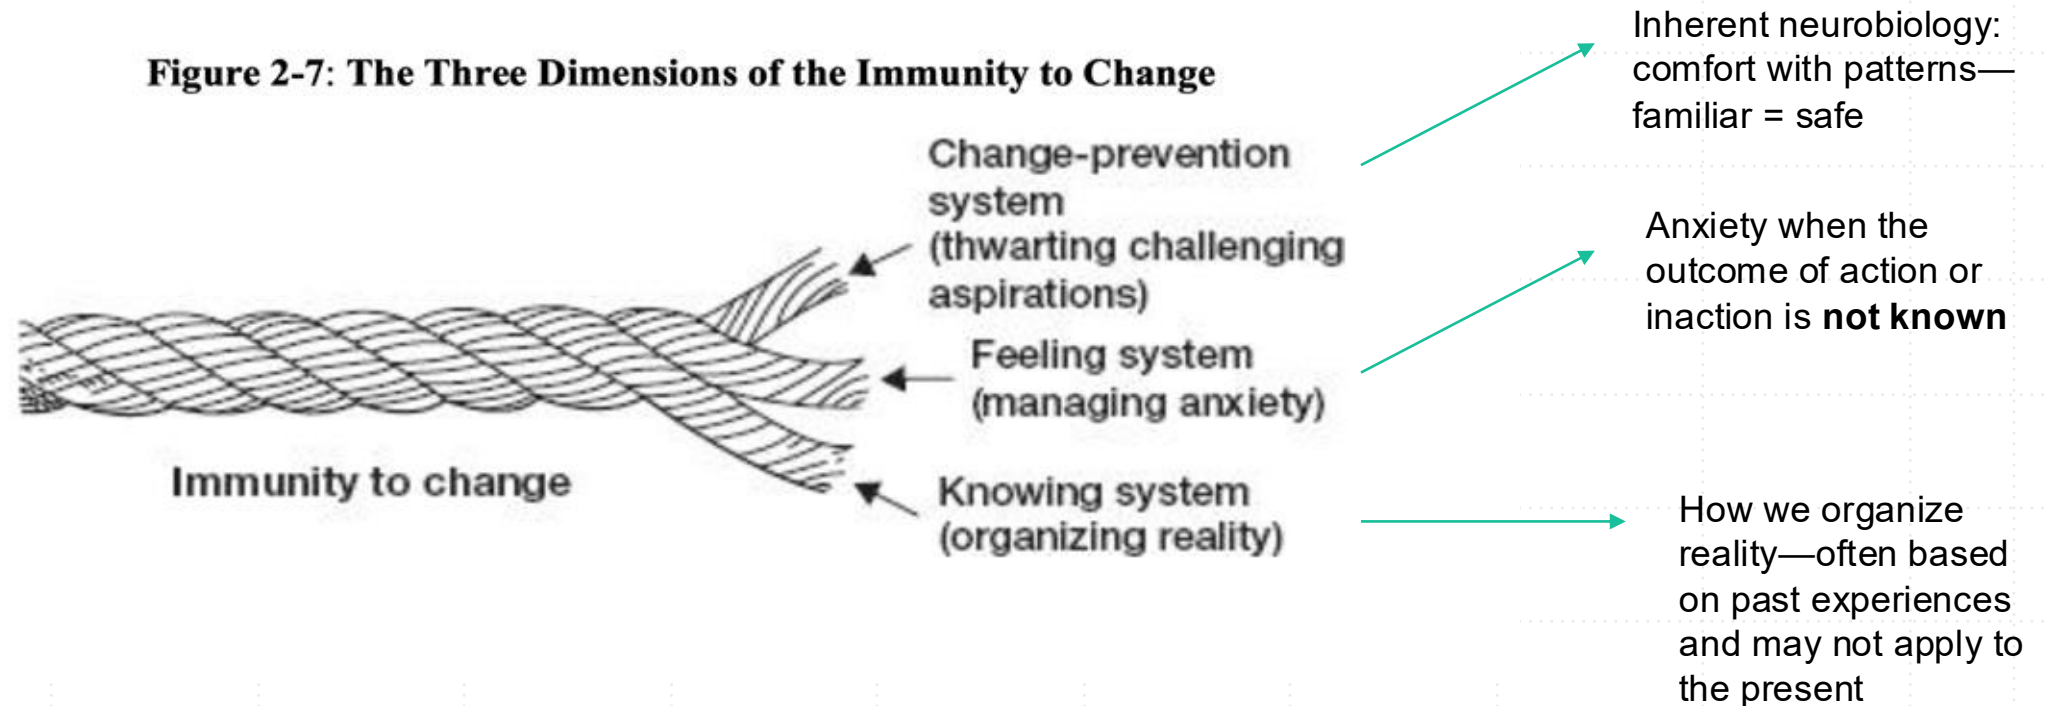 Figure 2-7: The Three Dimensions of the Immunity to Change
Change-prevention
system
(thwarting challenging
aspirations)
Feeling system
(managing anxiety)
Knowing system
(organizing reality)
Immunity to change
Inherent neurobiology:
comfort with patterns—
familiar = safe
Anxiety when the
outcome of action or
inaction is not known
How we organize
reality—often based
on past experiences
and may not apply to
the present